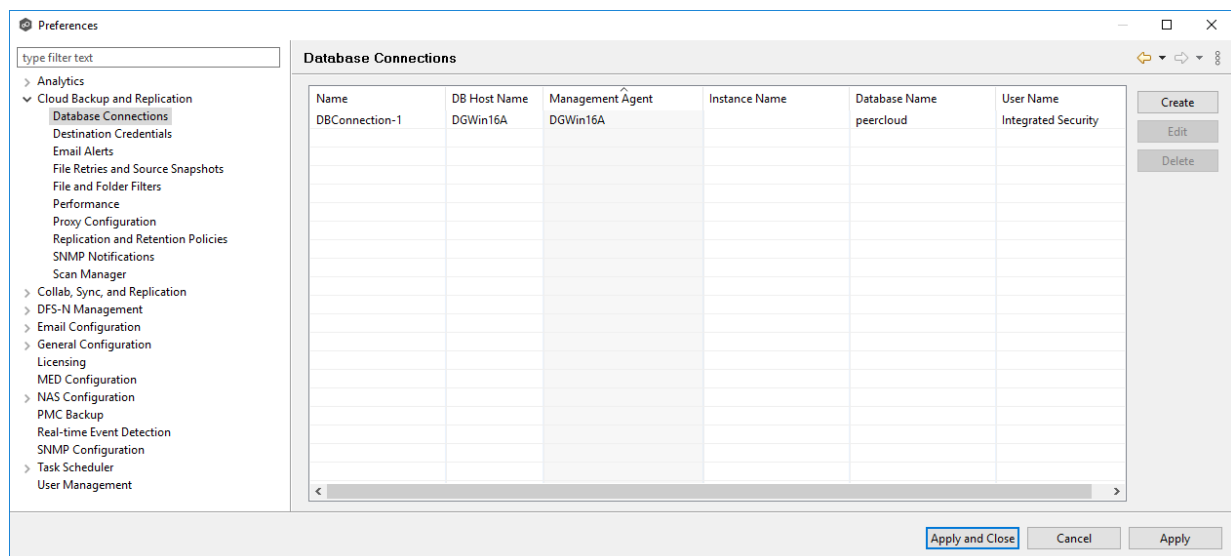 Preferences
type filter text
Analytics
Cloud Backup and Replication
Database Connections
Destination Credentials
Email Alerts
File Retries and Source Snapshots
File and Folder Filters
Performance
Proxy Configuration
Replication and Retention Policies
SNMP Notifications
Scan Manager
Collab, Sync, and Replication
DFS-N Management
Email Configuration
General Configuration
Licensing
MED Configuration
NAS Configuration
PMC Backup
Real-time Event Detection
SNMP Configuration
Task Scheduler
User Management
Database Connections
Name DB Host Name Management Agent Instance Name Database Name User Name
DBConnection-1 DGWin16A DGWin16A peercloud Integrated Security
Create
Edit
Delete
Apply and Close Cancel Apply